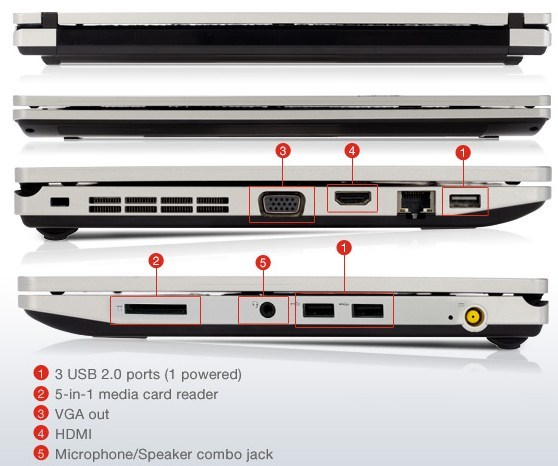 3
4
1
2
5
1
1 3 USB 2.0 ports (1 powered)
2 5-in-1 media card reader
3 VGA out
4 HDMI
5 Microphone/Speaker combo jack